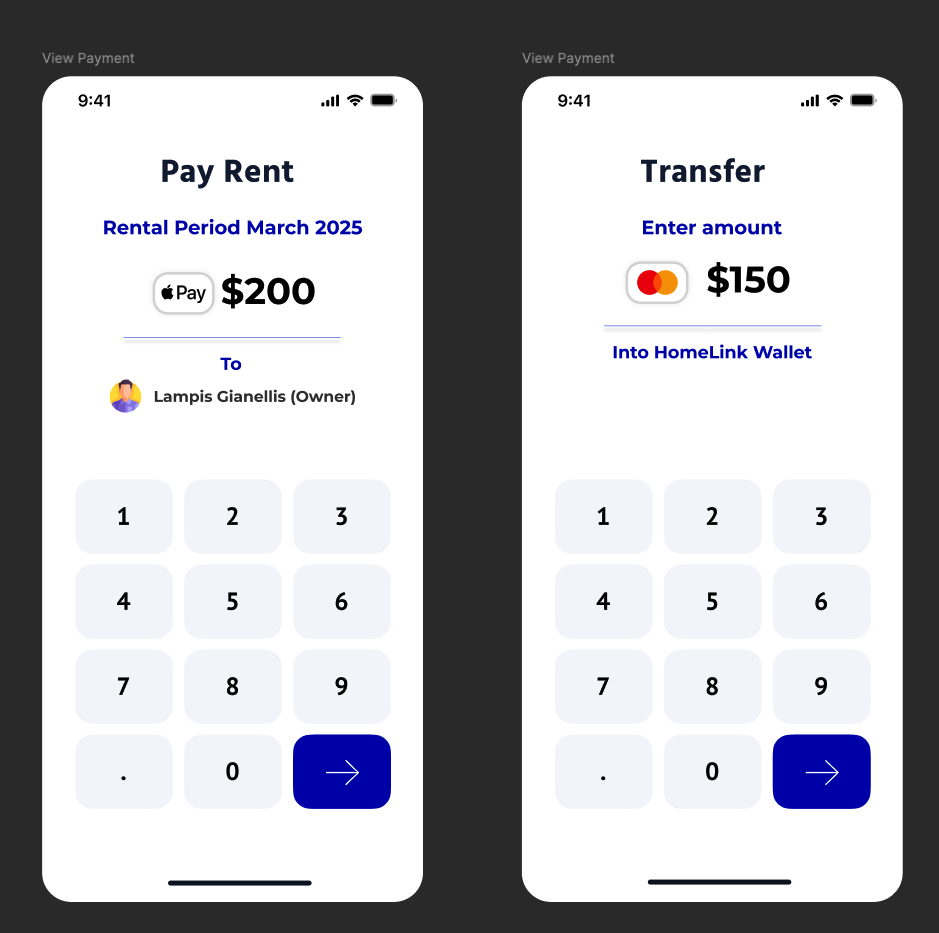 View Payment
9:41
Pay Rent
Rental Period March 2025
Pay $200
To
Lampis Gianellis (Owner)
1 2 3
4 5 6
7 8 9
. 0
View Payment
9:41
Transfer
Enter amount
$150
Into HomeLink Wallet
1 2 3
4 5 6
7 8 9
. 0